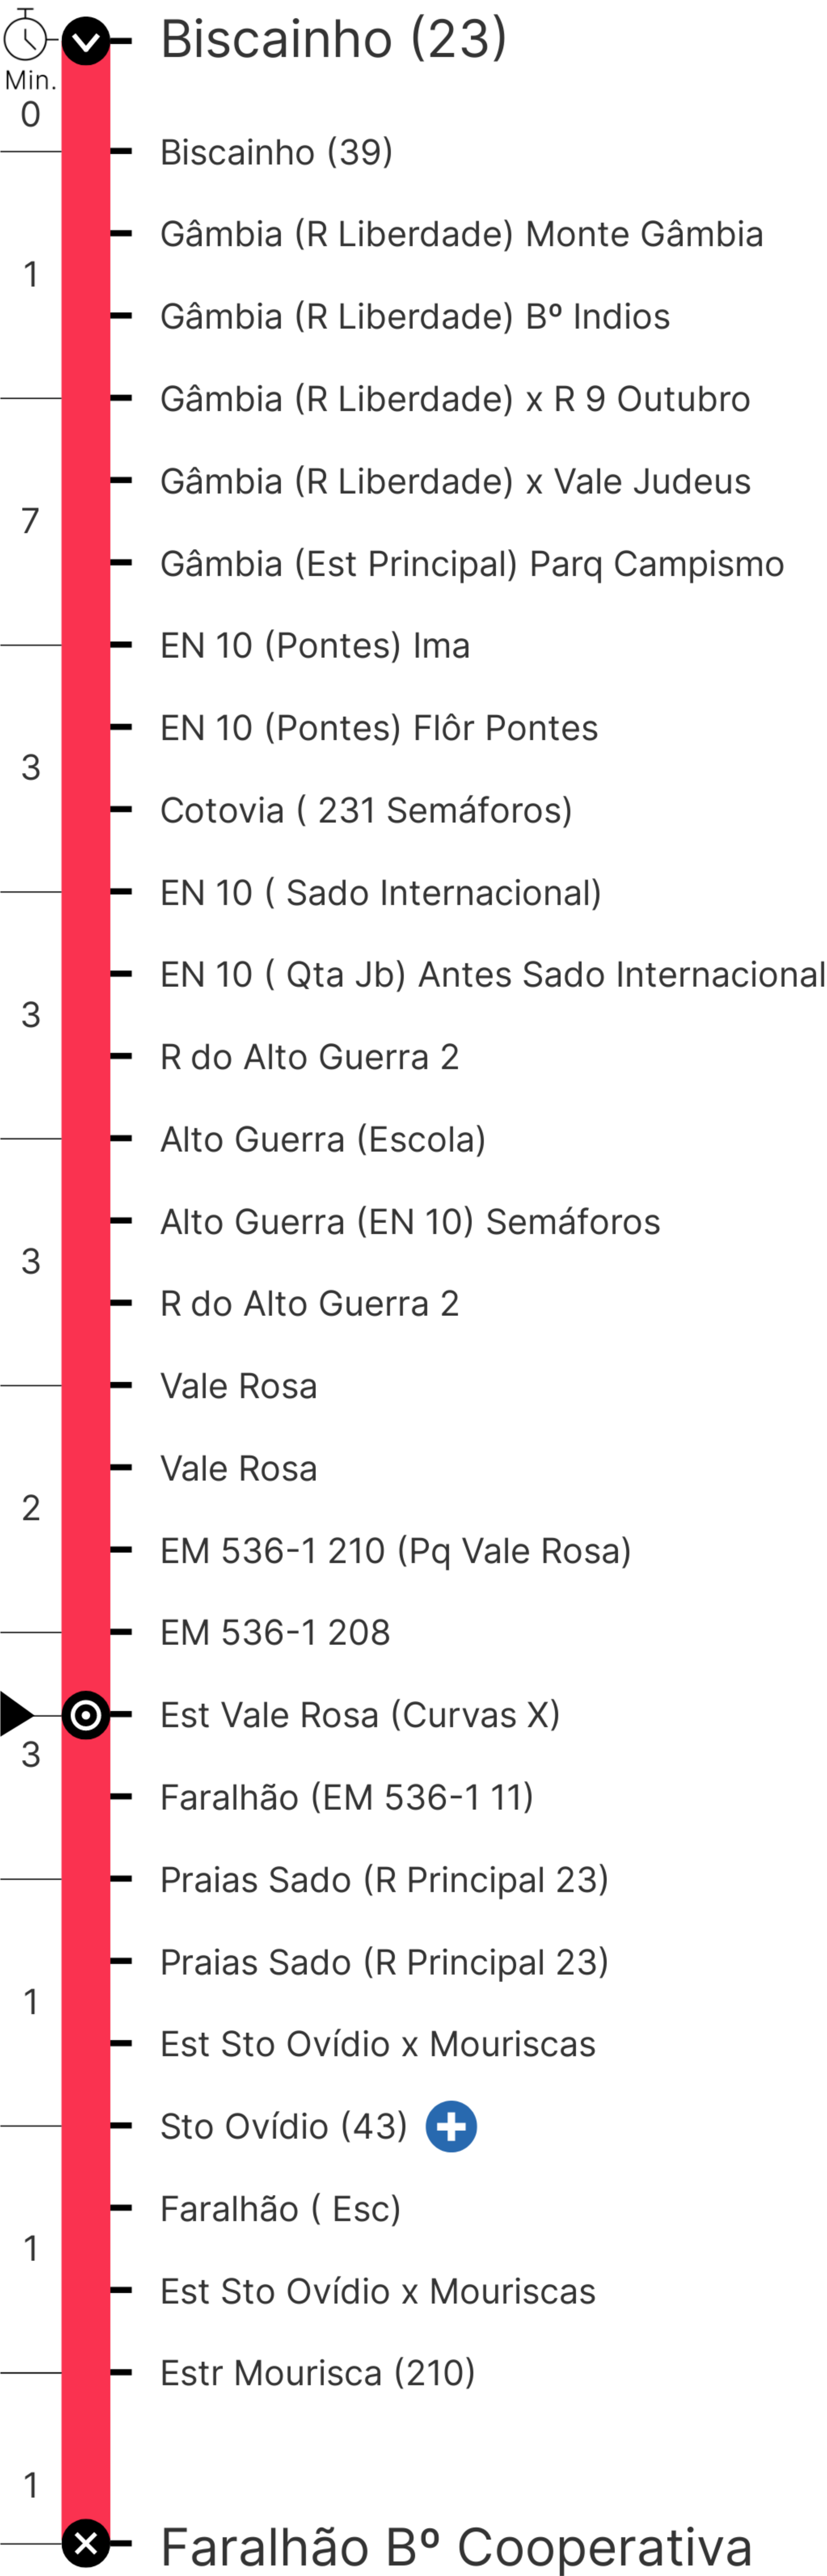 Biscainho (23)
Min.
0
Biscainho (39)
Gâmbia (R Liberdade) Monte Gâmbia
1
Gâmbia (R Liberdade) Bº Indios
Gâmbia (R Liberdade) x R 9 Outubro
Gâmbia (R Liberdade) x Vale Judeus
7
Gâmbia (Est Principal) Parq Campismo
EN 10 (Pontes) Ima
EN 10 (Pontes) Flôr Pontes
3
Cotovia ( 231 Semáforos)
EN 10 ( Sado Internacional)
EN 10 ( Qta Jb) Antes Sado Internacional
3
R do Alto Guerra 2
Alto Guerra (Escola)
Alto Guerra (EN 10) Semáforos
3
R do Alto Guerra 2
Vale Rosa
Vale Rosa
2
EM 536-1 210 (Pq Vale Rosa)
EM 536-1 208
Est Vale Rosa (Curvas X)
3
Faralhão (EM 536-1 11)
Praias Sado (R Principal 23)
Praias Sado (R Principal 23)
1
Est Sto Ovídio x Mouriscas
Sto Ovídio (43)
Faralhão ( Esc)
1
Est Sto Ovídio x Mouriscas
Estr Mourisca (210)
1
Faralhão Bº Cooperativa